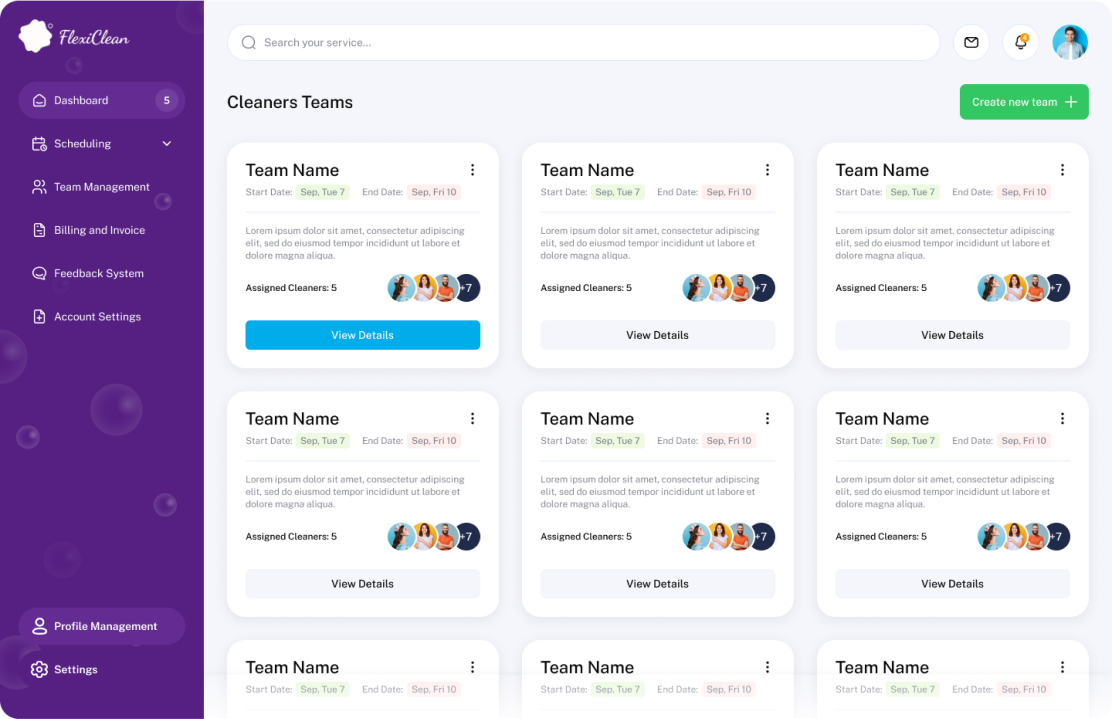 FlexiClean
Search your service...
4
Dashboard 5
Scheduling
Team Management
Billing and Invoice
Feedback System
Account Settings
Profile Management
Settings
Cleaners Teams
Create new team
Team Name
Start Date: Sep, Tue 7 End Date: Sep, Fri 10
Lorem ipsum dolor sit amet, consectetur adipiscing
elit, sed do eiusmod tempor incididunt ut labore et
dolore magna aliqua.
Assigned Cleaners: 5 +7
View Details
Team Name
Start Date: Sep, Tue 7 End Date: Sep, Fri 10
Lorem ipsum dolor sit amet, consectetur adipiscing
elit, sed do eiusmod tempor incididunt ut labore et
dolore magna aliqua.
Assigned Cleaners: 5 +7
View Details
Team Name
Start Date: Sep, Tue 7 End Date: Sep, Fri 10
Lorem ipsum dolor sit amet, consectetur adipiscing
elit, sed do eiusmod tempor incididunt ut labore et
dolore magna aliqua.
Assigned Cleaners: 5 +7
View Details
Team Name
Start Date: Sep, Tue 7 End Date: Sep, Fri 10
Lorem ipsum dolor sit amet, consectetur adipiscing
elit, sed do eiusmod tempor incididunt ut labore et
dolore magna aliqua.
Assigned Cleaners: 5 +7
View Details
Team Name
Start Date: Sep, Tue 7 End Date: Sep, Fri 10
Lorem ipsum dolor sit amet, consectetur adipiscing
elit, sed do eiusmod tempor incididunt ut labore et
dolore magna aliqua.
Assigned Cleaners: 5 +7
View Details
Team Name
Start Date: Sep, Tue 7 End Date: Sep, Fri 10
Lorem ipsum dolor sit amet, consectetur adipiscing
elit, sed do eiusmod tempor incididunt ut labore et
dolore magna aliqua.
Assigned Cleaners: 5 +7
View Details
Team Name
Start Date: Sep, Tue 7 End Date: Sep, Fri 10
Team Name
Start Date: Sep, Tue 7 End Date: Sep, Fri 10
Team Name
Start Date: Sep, Tue 7 End Date: Sep, Fri 10